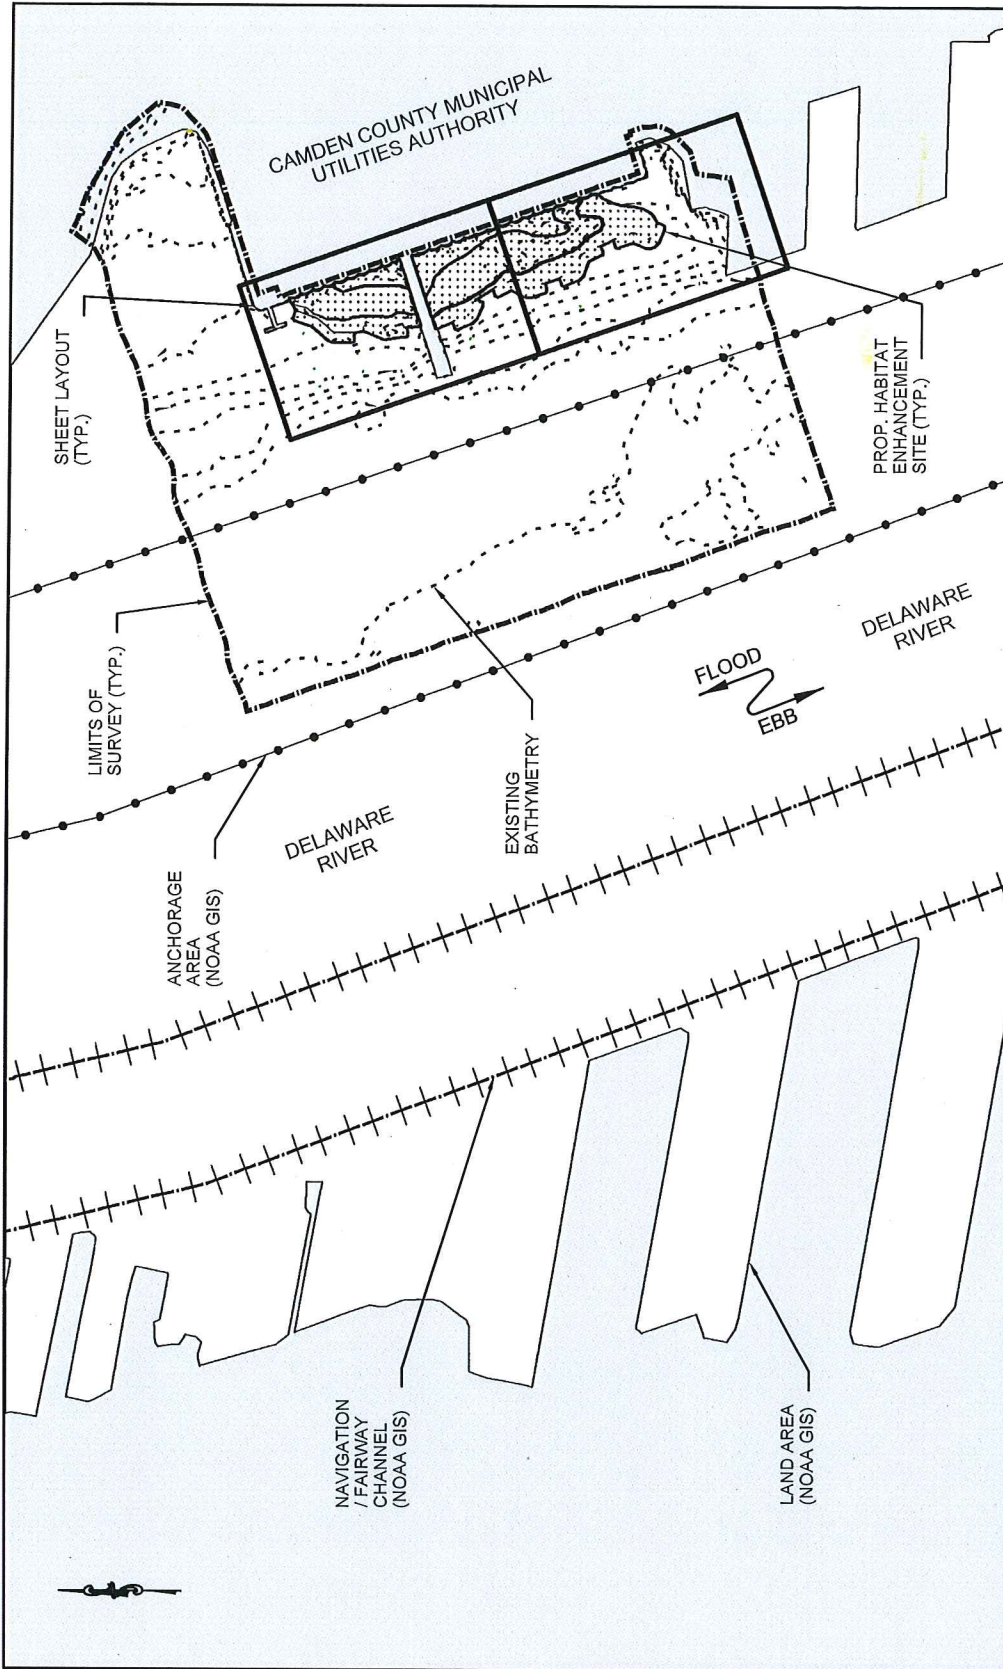 CAMDEN COUNTY MUNICIPAL
UTILITIES AUTHORITY
SHEET LAYOUT
(TYP.)
LIMITS OF
SURVEY (TYP.)
ANCHORAGE
AREA
(NOAA GIS)
DELAWARE
RIVER
EXISTING
BATHYMETRY
FLOOD
EBB
DELAWARE
RIVER
PROP. HABITAT
ENHANCEMENT
SITE (TYP.)
NAVIGATION
/ FAIRWAY
CHANNEL
(NOAA GIS)
LAND AREA
(NOAA GIS)